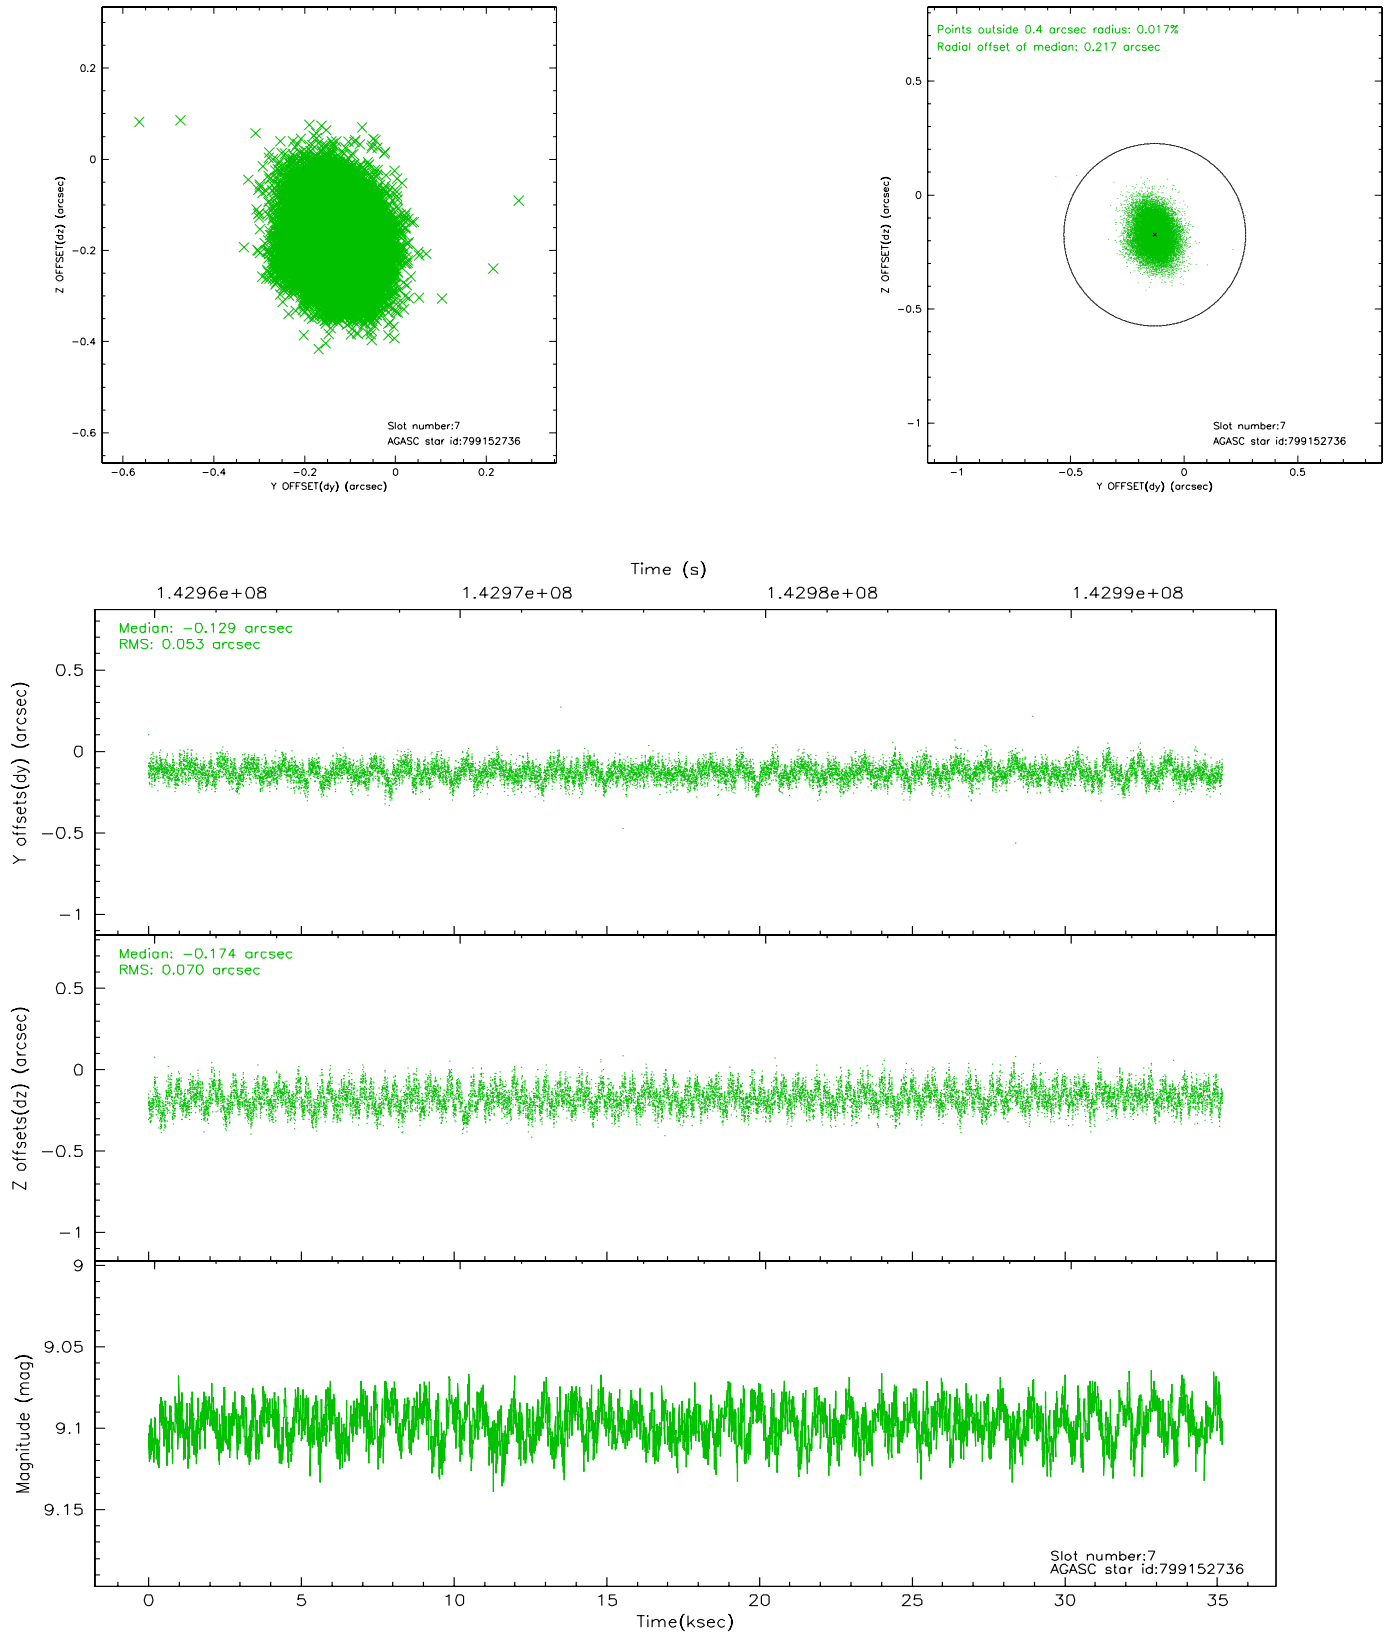 0.2
0
−0.2
−0.4
−0.6
Z OFFSET(dz) (arcsec)
Slot number:7
AGASC star id:799152736
−0.6 −0.4 −0.2 0 0.2
Y OFFSET(dy) (arcsec)
Points outside 0.4 arcsec radius: 0.017%
Radial offset of median: 0.217 arcsec
0.5
0
−0.5
−1
Z OFFSET(dz) (arcsec)
Slot number:7
AGASC star id:799152736
−1 −0.5 0 0.5
Y OFFSET(dy) (arcsec)
Time (s)
1.4296e+08 1.4297e+08 1.4298e+08 1.4299e+08
Median: −0.129 arcsec
RMS: 0.053 arcsec
0.5
0
−0.5
−1
Y offsets(dy) (arcsec)
Median: −0.174 arcsec
RMS: 0.070 arcsec
0.5
0
−0.5
−1
Z offsets(dz) (arcsec)
9
9.05
9.1
9.15
Magnitude (mag)
Slot number:7
AGASC star id:799152736
0 5 10 15 20 25 30 35
Time(ksec)